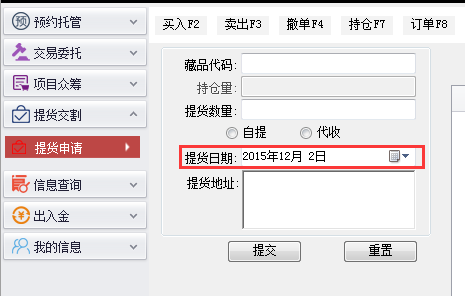 买入F2 卖出F3 撤单F4 持仓F7 订单F8
预 预约托管
交易委托
项目众筹
提货交割
提货申请
信息查询
出入金
我的信息
藏品代码:
持仓量:
提货数量:
自提 代收
提货日期: 2015年12月 2日
提货地址:
提交 重置